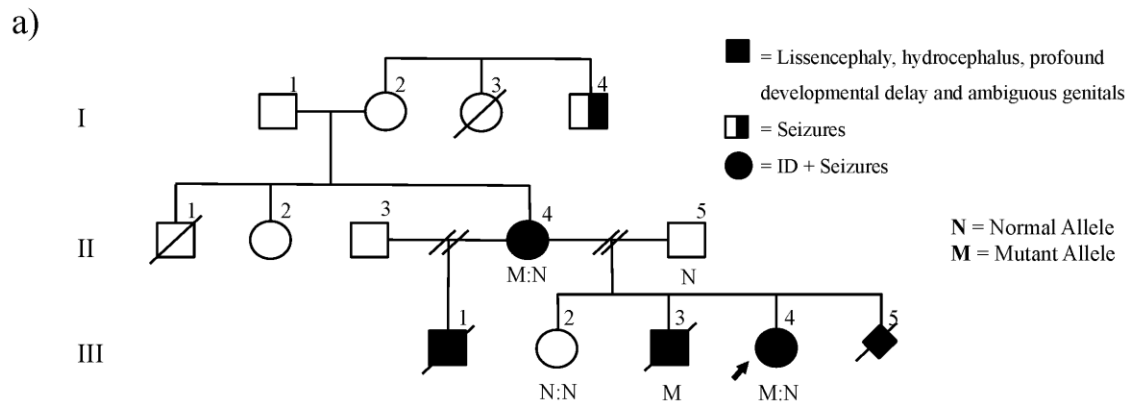 a)
I
1
2
3
4
II
1
2
3
4
5
M:N
N
III
1
2
3
4
5
N:N
M
M:N
= Lissencephaly, hydrocephalus, profound
developmental delay and ambiguous genitals
= Seizures
= ID + Seizures
N = Normal Allele
M = Mutant Allele